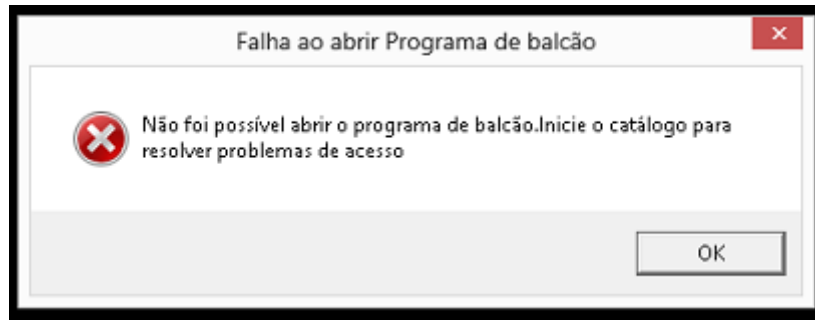 Falha ao abrir Programa de balcão
Não foi possível abrir o programa de balcão.Inicie o catálogo para
resolver problemas de acesso
OK